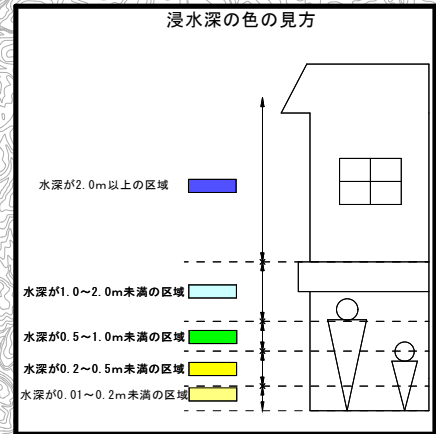 浸水深の色の見方
水深が2.0m以上の区域
水深が1.0～2.0m未満の区域
水深が0.5～1.0m未満の区域
水深が0.2～0.5m未満の区域
水深が0.01～0.2m未満の区域